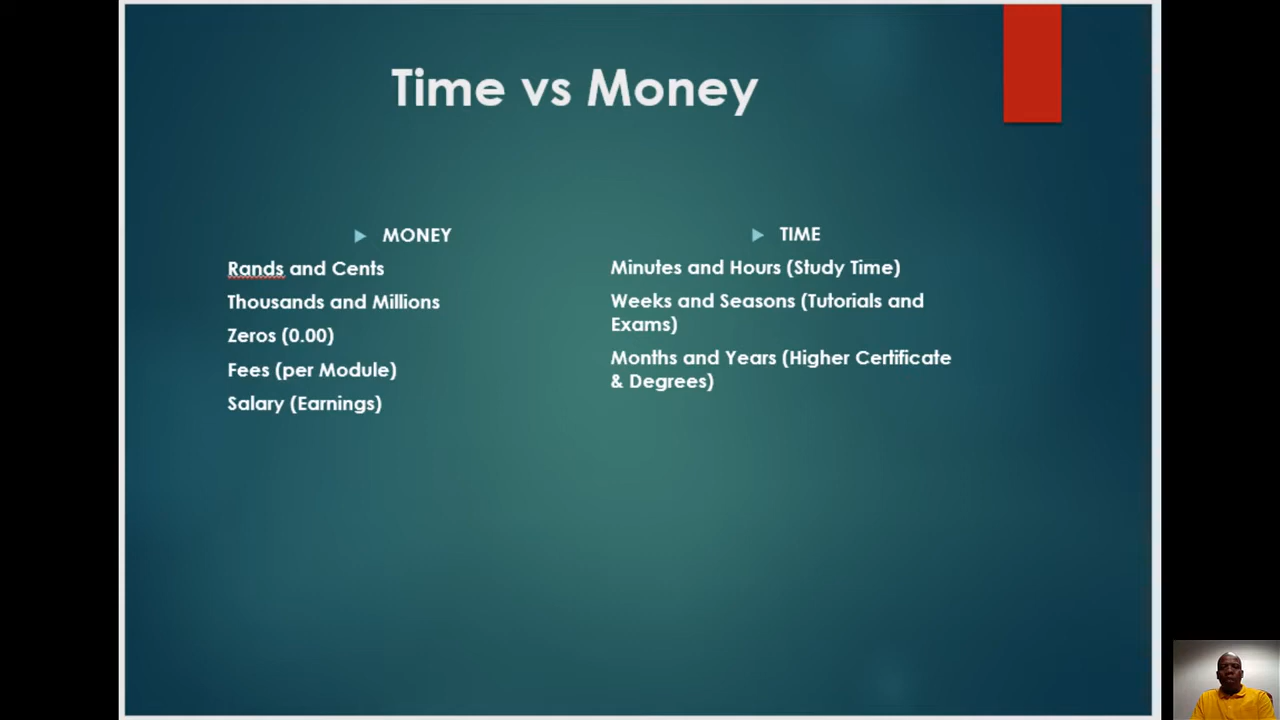 Time vs Money
MONEY
Rands and Cents
Thousands and Millions
Zeros (0.00)
Fees (per Module)
Salary (Earnings)
TIME
Minutes and Hours (Study Time)
Weeks and Seasons (Tutorials and
Exams)
Months and Years (Higher Certificate
& Degrees)